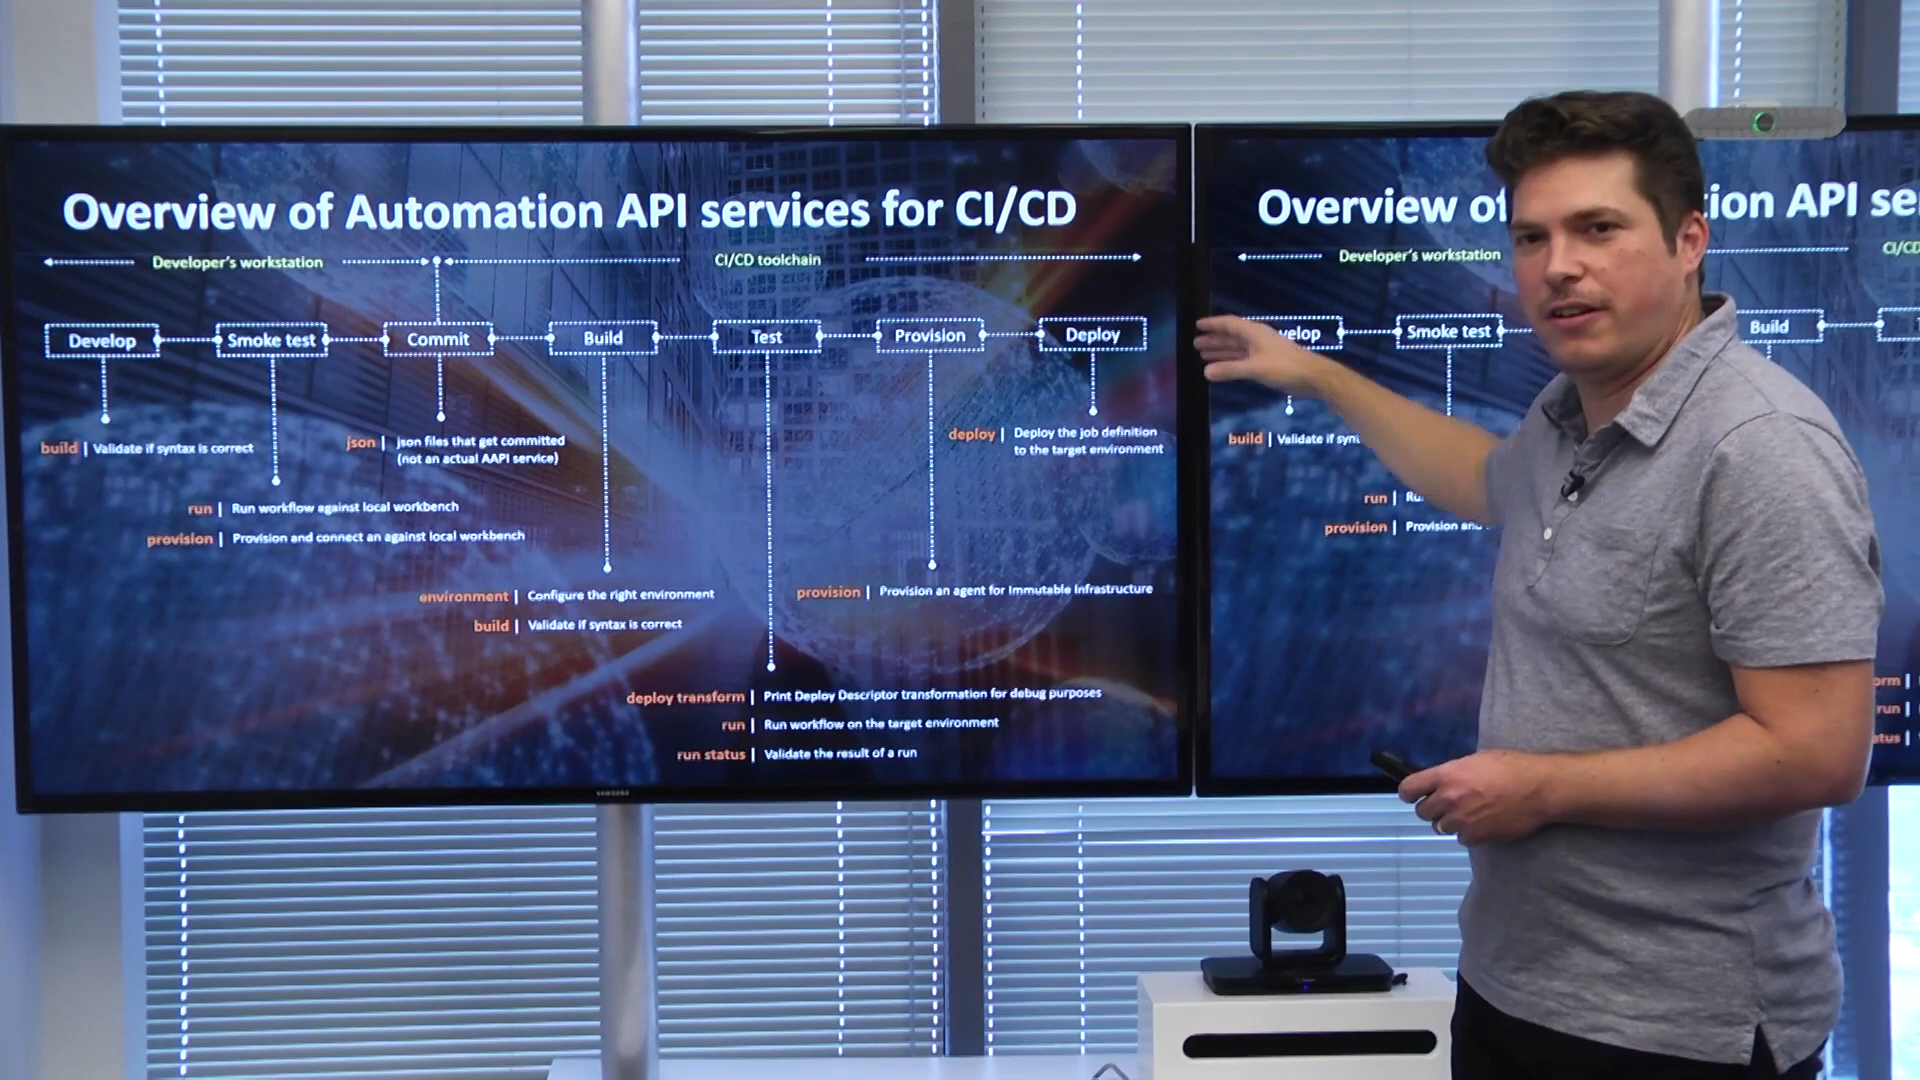 Overview of Automation API services for CI/CD
Developer's workstation
CI/CD toolchain
Develop
Smoke test
Commit
Build
Test
Provision
Deploy
build | Validate if syntax is correct
json | json files that get committed
(not an actual AAPI service)
deploy | Deploy the job definition
to the target environment
run | Run workflow against local workbench
provision | Provision and connect an against local workbench
environment | Configure the right environment
build | Validate if syntax is correct
provision | Provision an agent for Immutable Infrastructure
deploy transform | Print Deploy Descriptor transformation for debug purposes
run | Run workflow on the target environment
run status | Validate the result of a run
SAMSUNG
Overview of tion API se
Developer's workstation
CI/CD
velop
Smoke test
Build
build | Validate if syn
run | Ru
provision | Provision and
orm |
run |
atus |